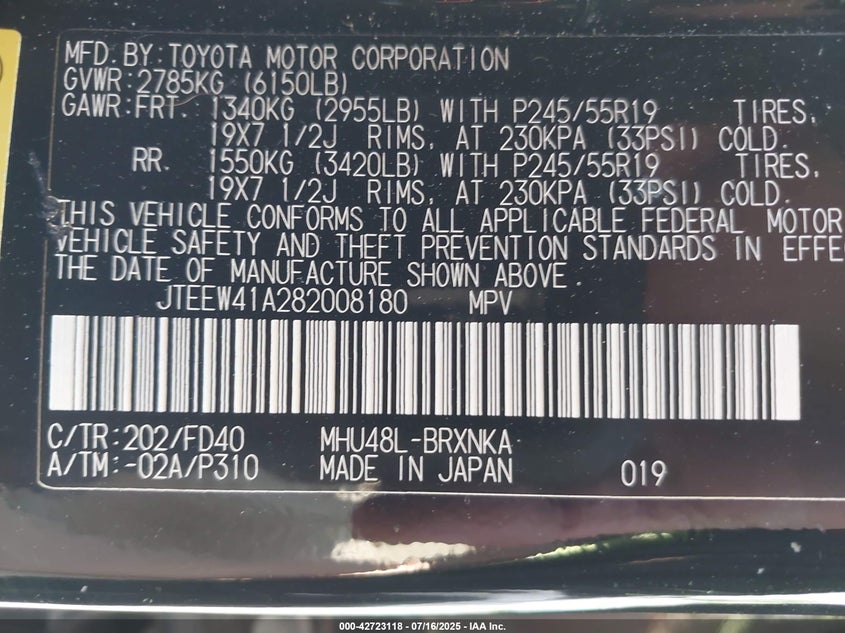 MFD. BY: TOYOTA MOTOR CORPORATION
GVWR: 2785KG (6150LB)
GAWR: FRT. 1340KG (2955LB) WITH P245/55R19 TIRES,
19X7 1/2J RIMS, AT 230KPA (33PSI) COLD.
RR. 1550KG (3420LB) WITH P245/55R19 TIRES,
19X7 1/2J RIMS, AT 230KPA (33PSI) COLD.
THIS VEHICLE CONFORMS TO ALL APPLICABLE FEDERAL MOTOR
VEHICLE SAFETY AND THEFT PREVENTION STANDARDS IN EFFE
THE DATE OF MANUFACTURE SHOWN ABOVE.
JTEEW41A282008180 MPV
C/TR: 202/FD40 MHU48L-BRXNKA
A/TM: -02A/P310 MADE IN JAPAN 019
000-42723118 - 07/16/2025 - IAA Inc.